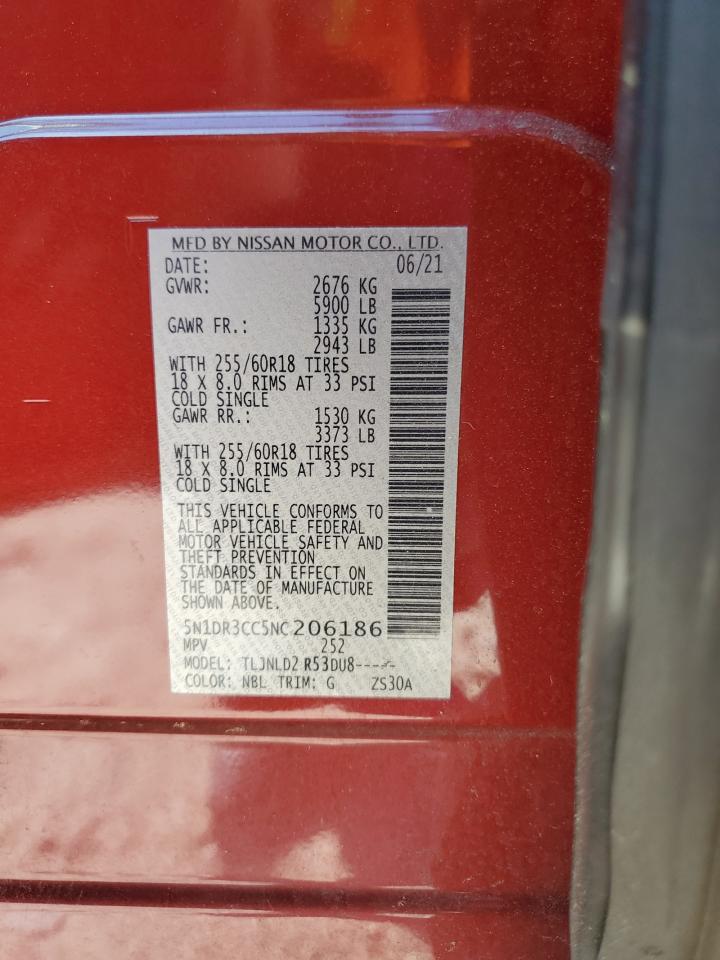 MFD BY NISSAN MOTOR CO., LTD.
DATE: 06/21
GVWR: 2676 KG
5900 LB
GAWR FR.: 1335 KG
2943 LB
WITH 255/60R18 TIRES
18 X 8.0 RIMS AT 33 PSI
COLD SINGLE
GAWR RR.: 1530 KG
3373 LB
WITH 255/60R18 TIRES
18 X 8.0 RIMS AT 33 PSI
COLD SINGLE
THIS VEHICLE CONFORMS TO
ALL APPLICABLE FEDERAL
MOTOR VEHICLE SAFETY AND
THEFT PREVENTION
STANDARDS IN EFFECT ON
THE DATE OF MANUFACTURE
SHOWN ABOVE.
5N1DR3CC5NC206186
MPV 252
MODEL: TLJNLD2 R53DU8-----
COLOR: NBL TRIM: G ZS30A